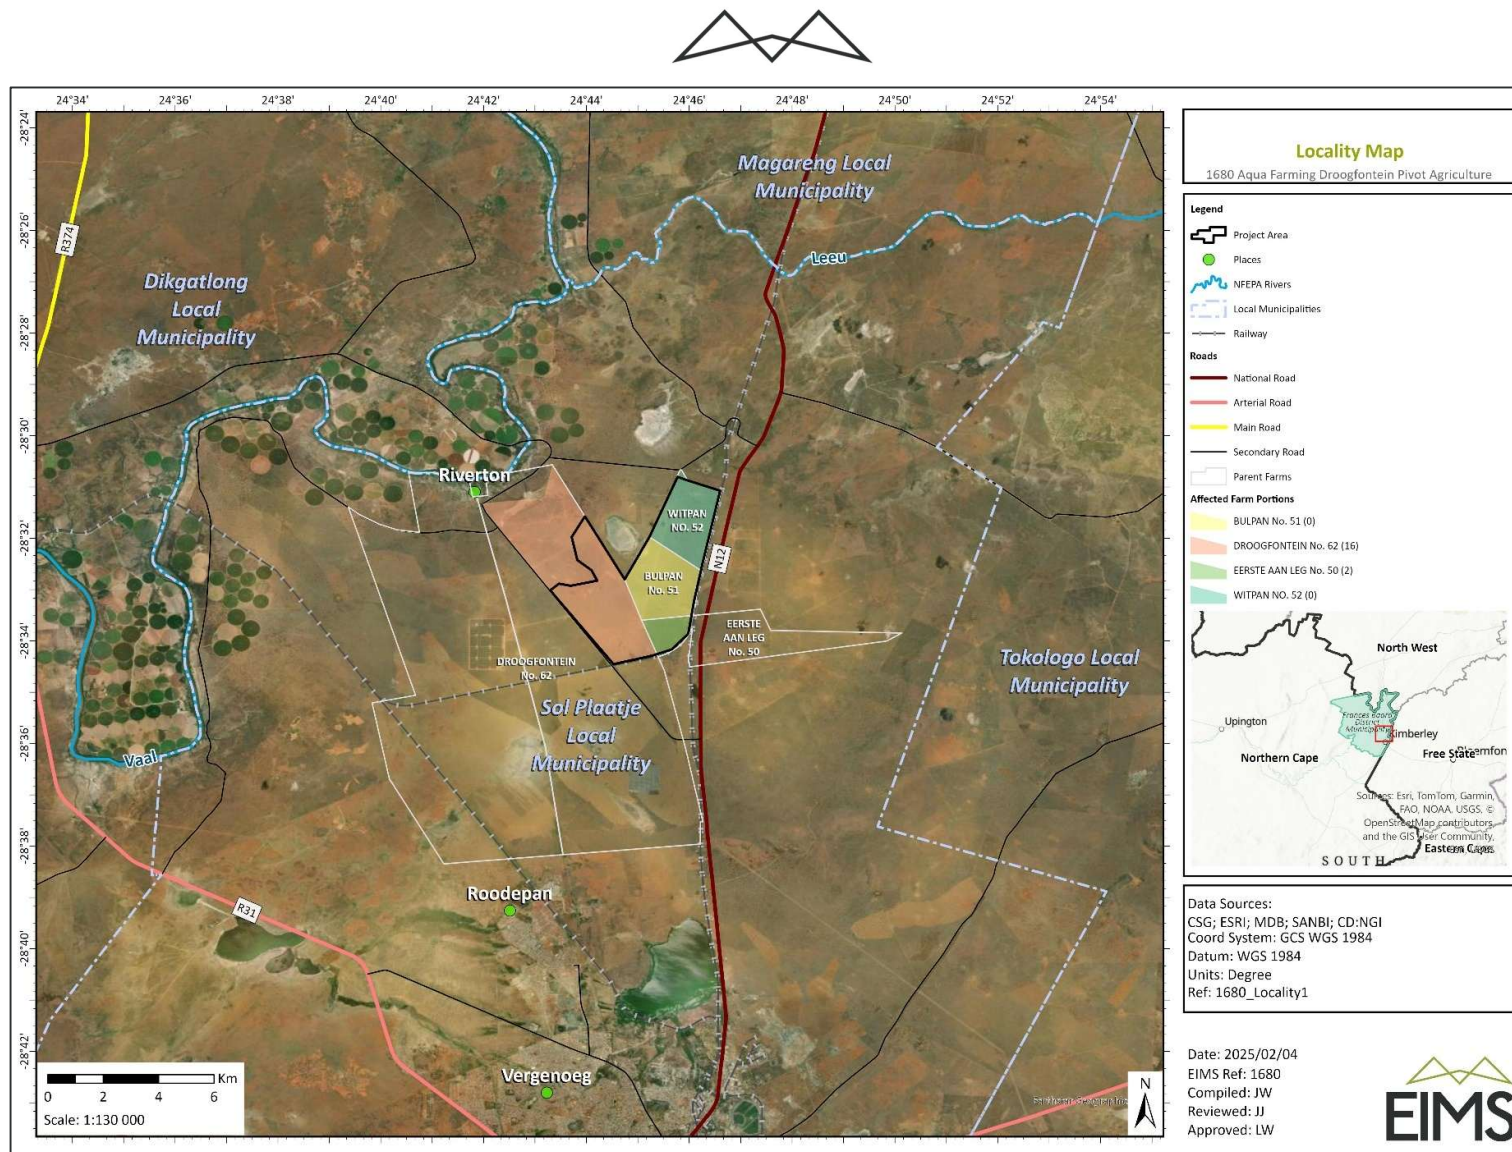 24°34'
24°36'
24°38'
24°40'
24°42'
24°44'
24°46'
24°48'
24°50'
24°52'
24°54'
-28°24'
-28°26'
-28°28'
-28°30'
-28°32'
-28°34'
-28°36'
-28°38'
-28°40'
-28°42'
Magareng Local
Municipality
R374
Leeu
Dikgatlong
Local
Municipality
Riverton
WITPAN
NO. 52
N12
BULPAN
No. 51
EERSTE
AAN LEG
No. 50
DROOGFONTEIN
No. 62
Tokologo Local
Municipality
Sol Plaatje
Local
Municipality
Vaal
Roodepan
R31
Vergenoeg
Km
0 2 4 6
Scale: 1:130 000
N
Locality Map
1680 Aqua Farming Droogfontein Pivot Agriculture
Legend
Project Area
Places
NFEPA Rivers
Local Municipalities
Railway
Roads
National Road
Arterial Road
Main Road
Secondary Road
Parent Farms
Affected Farm Portions
BULPAN No. 51 (0)
DROOGFONTEIN No. 62 (16)
EERSTE AAN LEG No. 50 (2)
WITPAN NO. 52 (0)
North West
Upington
Frances Baard
District
Municipality
Kimberley
Free State
Northern Cape
Sources: Esri, TomTom, Garmin,
FAO, NOAA, USGS, ©
OpenStreetMap contributors,
and the GIS User Community,
Eastern Cape
SOUTH
Data Sources:
CSG; ESRI; MDB; SANBI; CD:NGI
Coord System: GCS WGS 1984
Datum: WGS 1984
Units: Degree
Ref: 1680_Locality1
Date: 2025/02/04
EIMS Ref: 1680
Compiled: JW
Reviewed: JJ
Approved: LW
EIMS